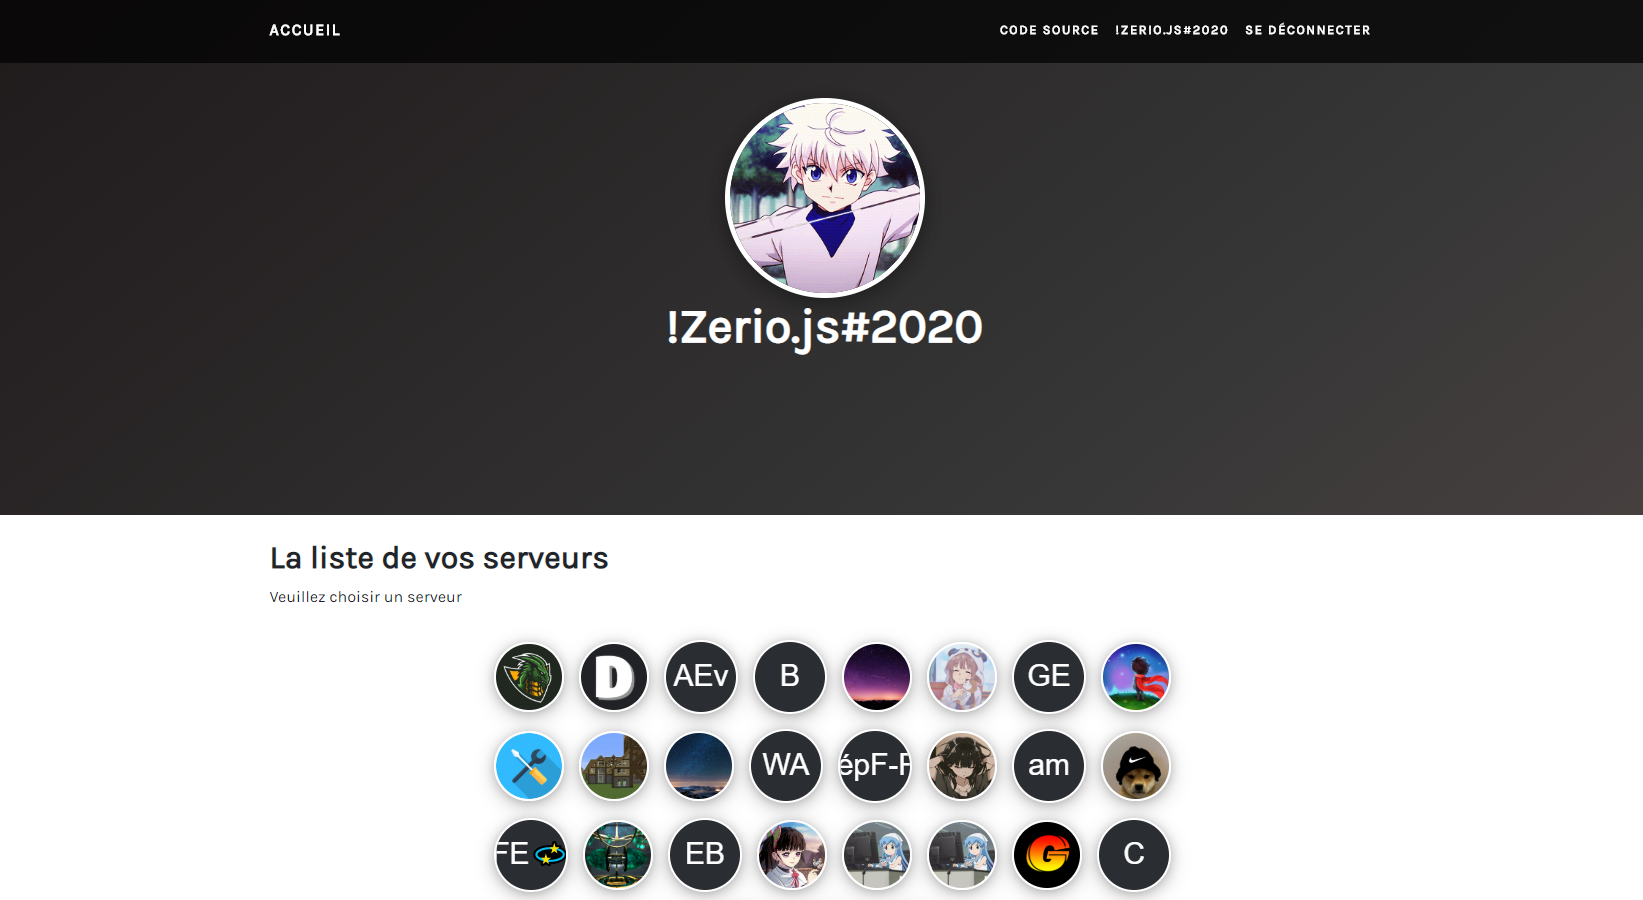 ACCUEIL
CODE SOURCE !ZERIO.JS#2020 SE DÉCONNECTER
!Zerio.js#2020
La liste de vos serveurs
Veuillez choisir un serveur
D AEv B GE
WA épF-F am
FE EB G C